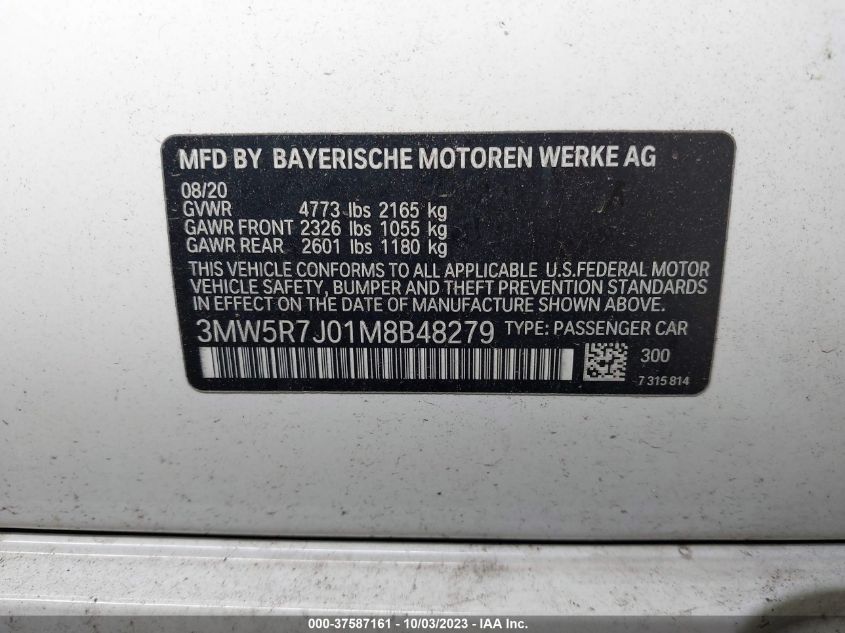 MFD BY BAYERISCHE MOTOREN WERKE AG
08/20
GVWR 4773 lbs 2165 kg
GAWR FRONT 2326 lbs 1055 kg
GAWR REAR 2601 lbs 1180 kg
THIS VEHICLE CONFORMS TO ALL APPLICABLE U.S.FEDERAL MOTOR
VEHICLE SAFETY, BUMPER AND THEFT PREVENTION STANDARDS
IN EFFECT ON THE DATE OF MANUFACTURE SHOWN ABOVE.
3MW5R7J01M8B48279 TYPE: PASSENGER CAR
300
7 315 814
000-37587161 - 10/03/2023 - IAA Inc.